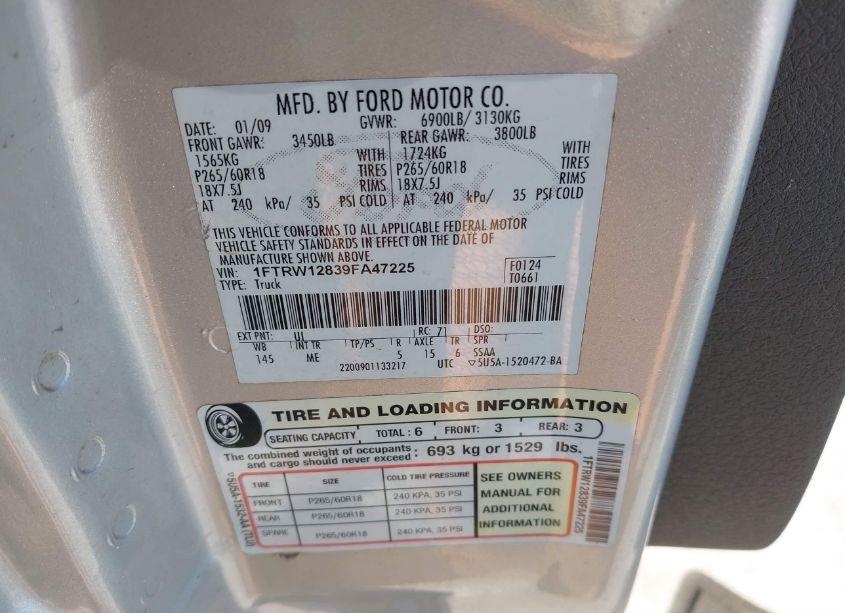 MFD. BY FORD MOTOR CO.
DATE: 01/09 GVWR: 6900LB/ 3130KG
FRONT GAWR: 3450LB REAR GAWR: 3800LB
1565KG WITH 1724KG WITH
P265/60R18 TIRES P265/60R18 TIRES
18X7.5J RIMS 18X7.5J RIMS
AT 240 kPa/ 35 PSI COLD AT 240 kPa/ 35 PSI COLD
THIS VEHICLE CONFORMS TO ALL APPLICABLE FEDERAL MOTOR
VEHICLE SAFETY STANDARDS IN EFFECT ON THE DATE OF
MANUFACTURE SHOWN ABOVE.
VIN: 1FTRW12839FA47225 F0124
TYPE: Truck T0661
EXT PNT: UI RC: 71 DSO:
WB INT TR TP/PS R AXLE TR SPR
145 ME 5 15 6 SSAA
2200901133217 UTC ▽5U5A-1520472-BA
TIRE AND LOADING INFORMATION
SEATING CAPACITY TOTAL : 6 FRONT: 3 REAR: 3
The combined weight of occupants
and cargo should never exceed : 693 kg or 1529 lbs.
TIRE SIZE COLD TIRE PRESSURE
FRONT P265/60R18 240 KPA, 35 PSI
REAR P265/60R18 240 KPA, 35 PSI
SPARE P265/60R18 240 KPA, 35 PSI
SEE OWNERS
MANUAL FOR
ADDITIONAL
INFORMATION
1FTRW12839FA47225